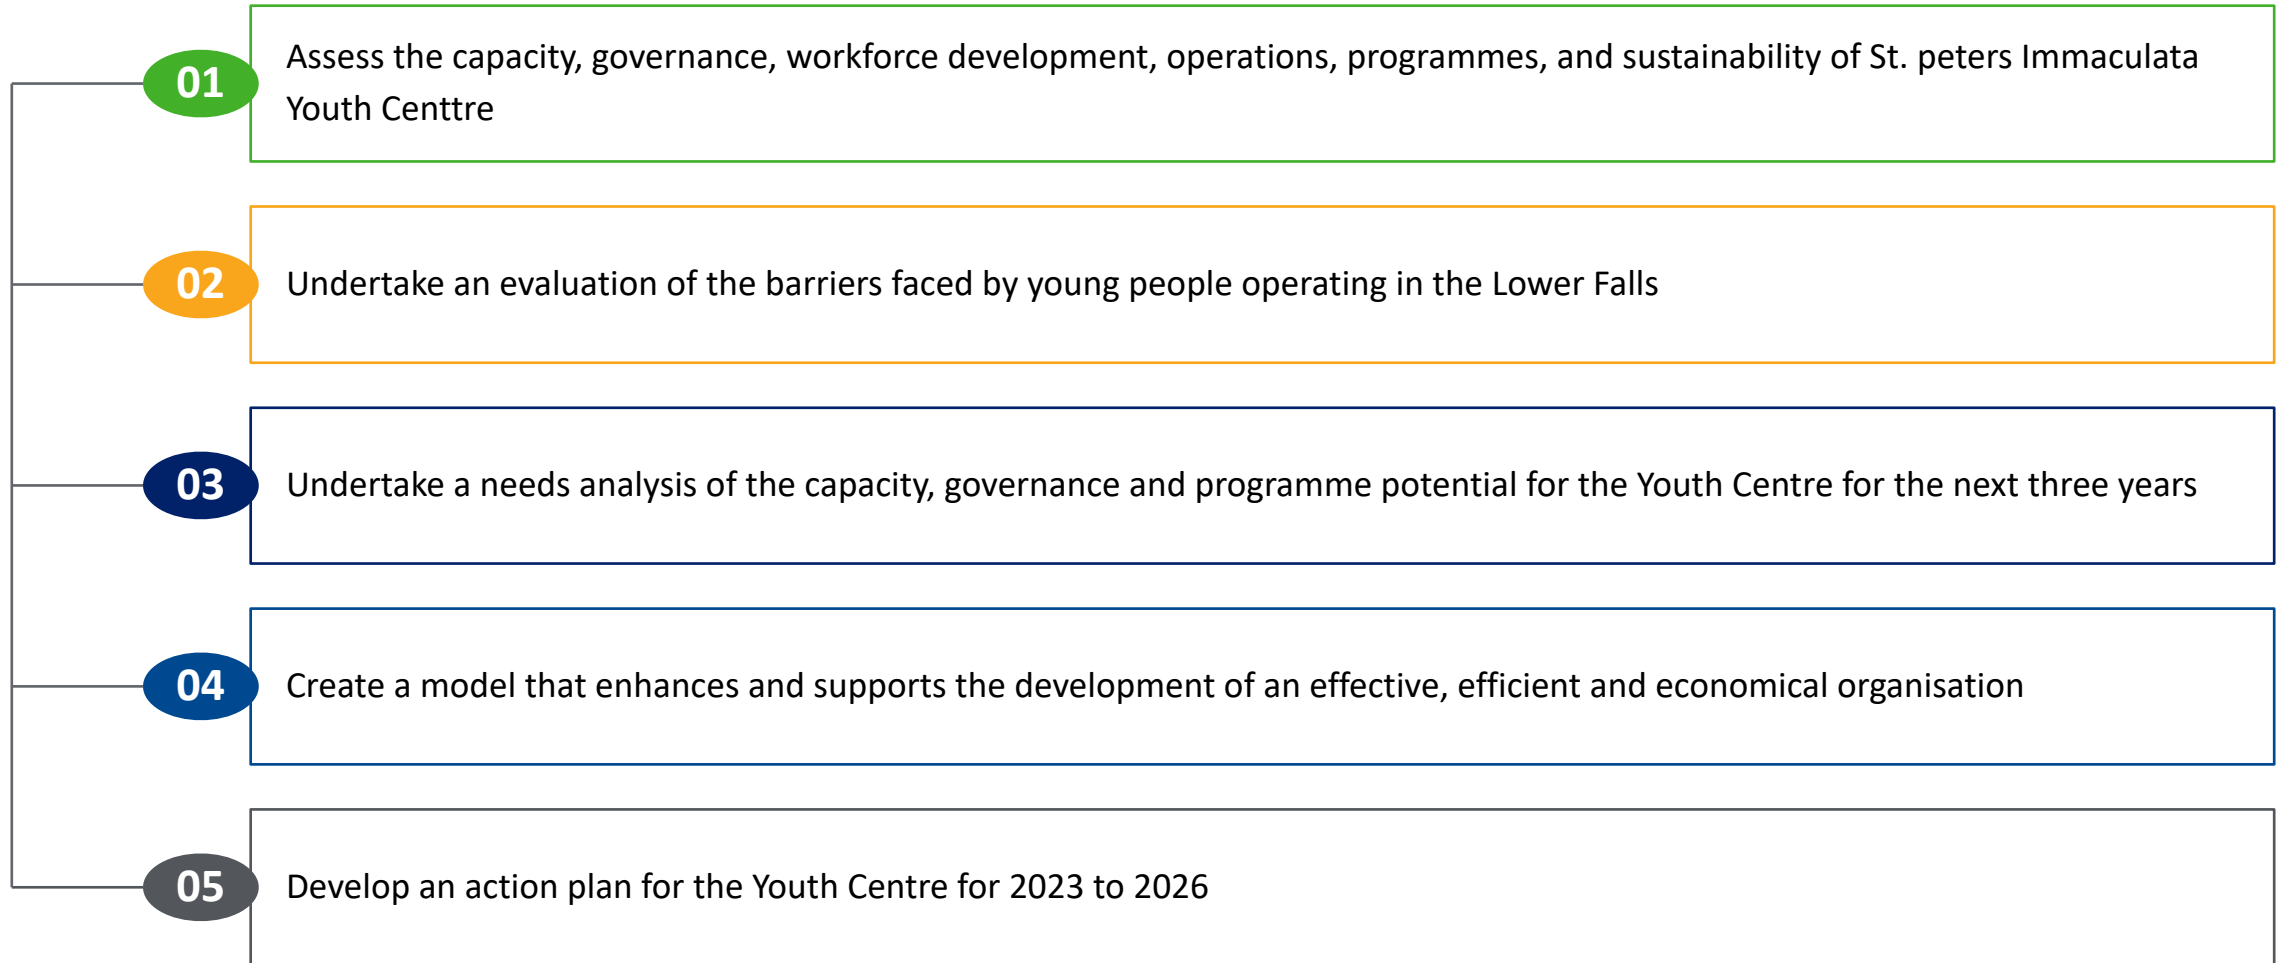 01
Assess the capacity, governance, workforce development, operations, programmes, and sustainability of St. peters Immaculata
Youth Centtre
02
Undertake an evaluation of the barriers faced by young people operating in the Lower Falls
03
Undertake a needs analysis of the capacity, governance and programme potential for the Youth Centre for the next three years
04
Create a model that enhances and supports the development of an effective, efficient and economical organisation
05
Develop an action plan for the Youth Centre for 2023 to 2026